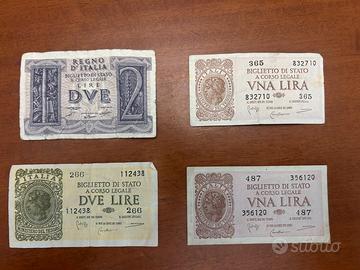 REGNO
D'ITALIA
BIGLIETTO DI STATO
A CORSO LEGALE
LIRE
DVE
2
365 832710
BIGLIETTO DI STATO
A CORSO LEGALE
VNA LIRA
832710 365
ITALIA
266 112438
BIGLIETTO DI STATO
A CORSO LEGALE
DVE LIRE
112438 266
487 356120
BIGLIETTO DI STATO
A CORSO LEGALE
VNA LIRA
356120 487
subito